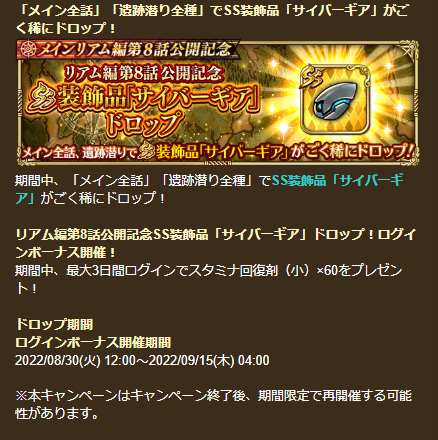 「メイン全話」「遺跡潜り全種」でSS装飾品「サイバーギア」がご
く稀にドロップ！
メインリアム編第8話公開記念
リアム編第8話公開記念
SS装飾品「サイバーギア」
ドロップ
SS
メイン全話、遺跡潜りでSS装飾品「サイバーギア」がごく稀にドロップ!
期間中、「メイン全話」「遺跡潜り全種」でSS装飾品「サイバーギ
ア」がごく稀にドロップ！
リアム編第8話公開記念SS装飾品「サイバーギア」ドロップ！ログイ
ンボーナス開催！
期間中、最大3日間ログインでスタミナ回復剤（小）×60をプレゼン
ト！
ドロップ期間
ログインボーナス開催期間
2022/08/30(火) 12:00～2022/09/15(木) 04:00
※本キャンペーンはキャンペーン終了後、期間限定で再開催する可能
性があります。